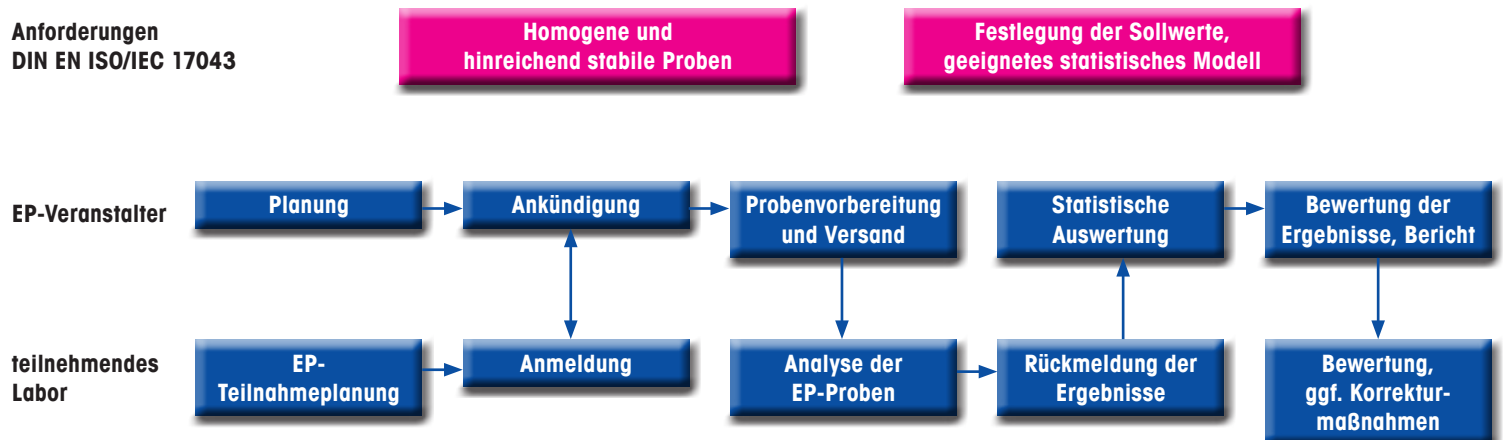 Anforderungen
DIN EN ISO/IEC 17043
Homogene und
hinreichend stabile Proben
Festlegung der Sollwerte,
geeignetes statistisches Modell
EP-Veranstalter
Planung
Ankündigung
Probenvorbereitung
und Versand
Statistische
Auswertung
Bewertung der
Ergebnisse, Bericht
teilnehmendes
Labor
EP-
Teilnahmeplanung
Anmeldung
Analyse der
EP-Proben
Rückmeldung der
Ergebnisse
Bewertung,
ggf. Korrektur-
maßnahmen